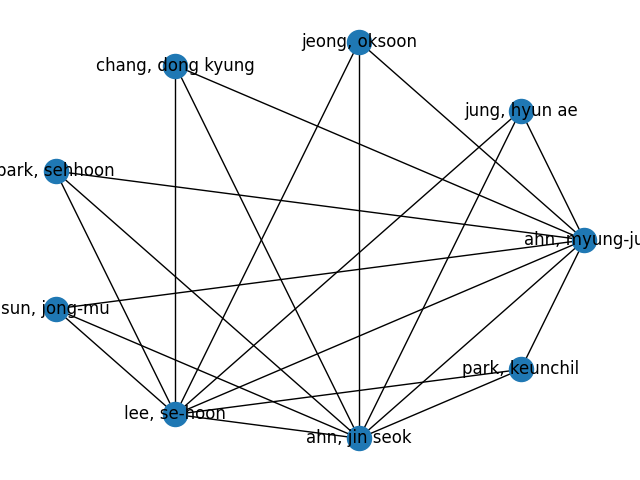 jeong, oksoon
chang, dong kyung
jung, hyun ae
park, sehhoon
ahn, myung-ju
sun, jong-mu
park, keunchil
lee, se-hoon
ahn, jin seok